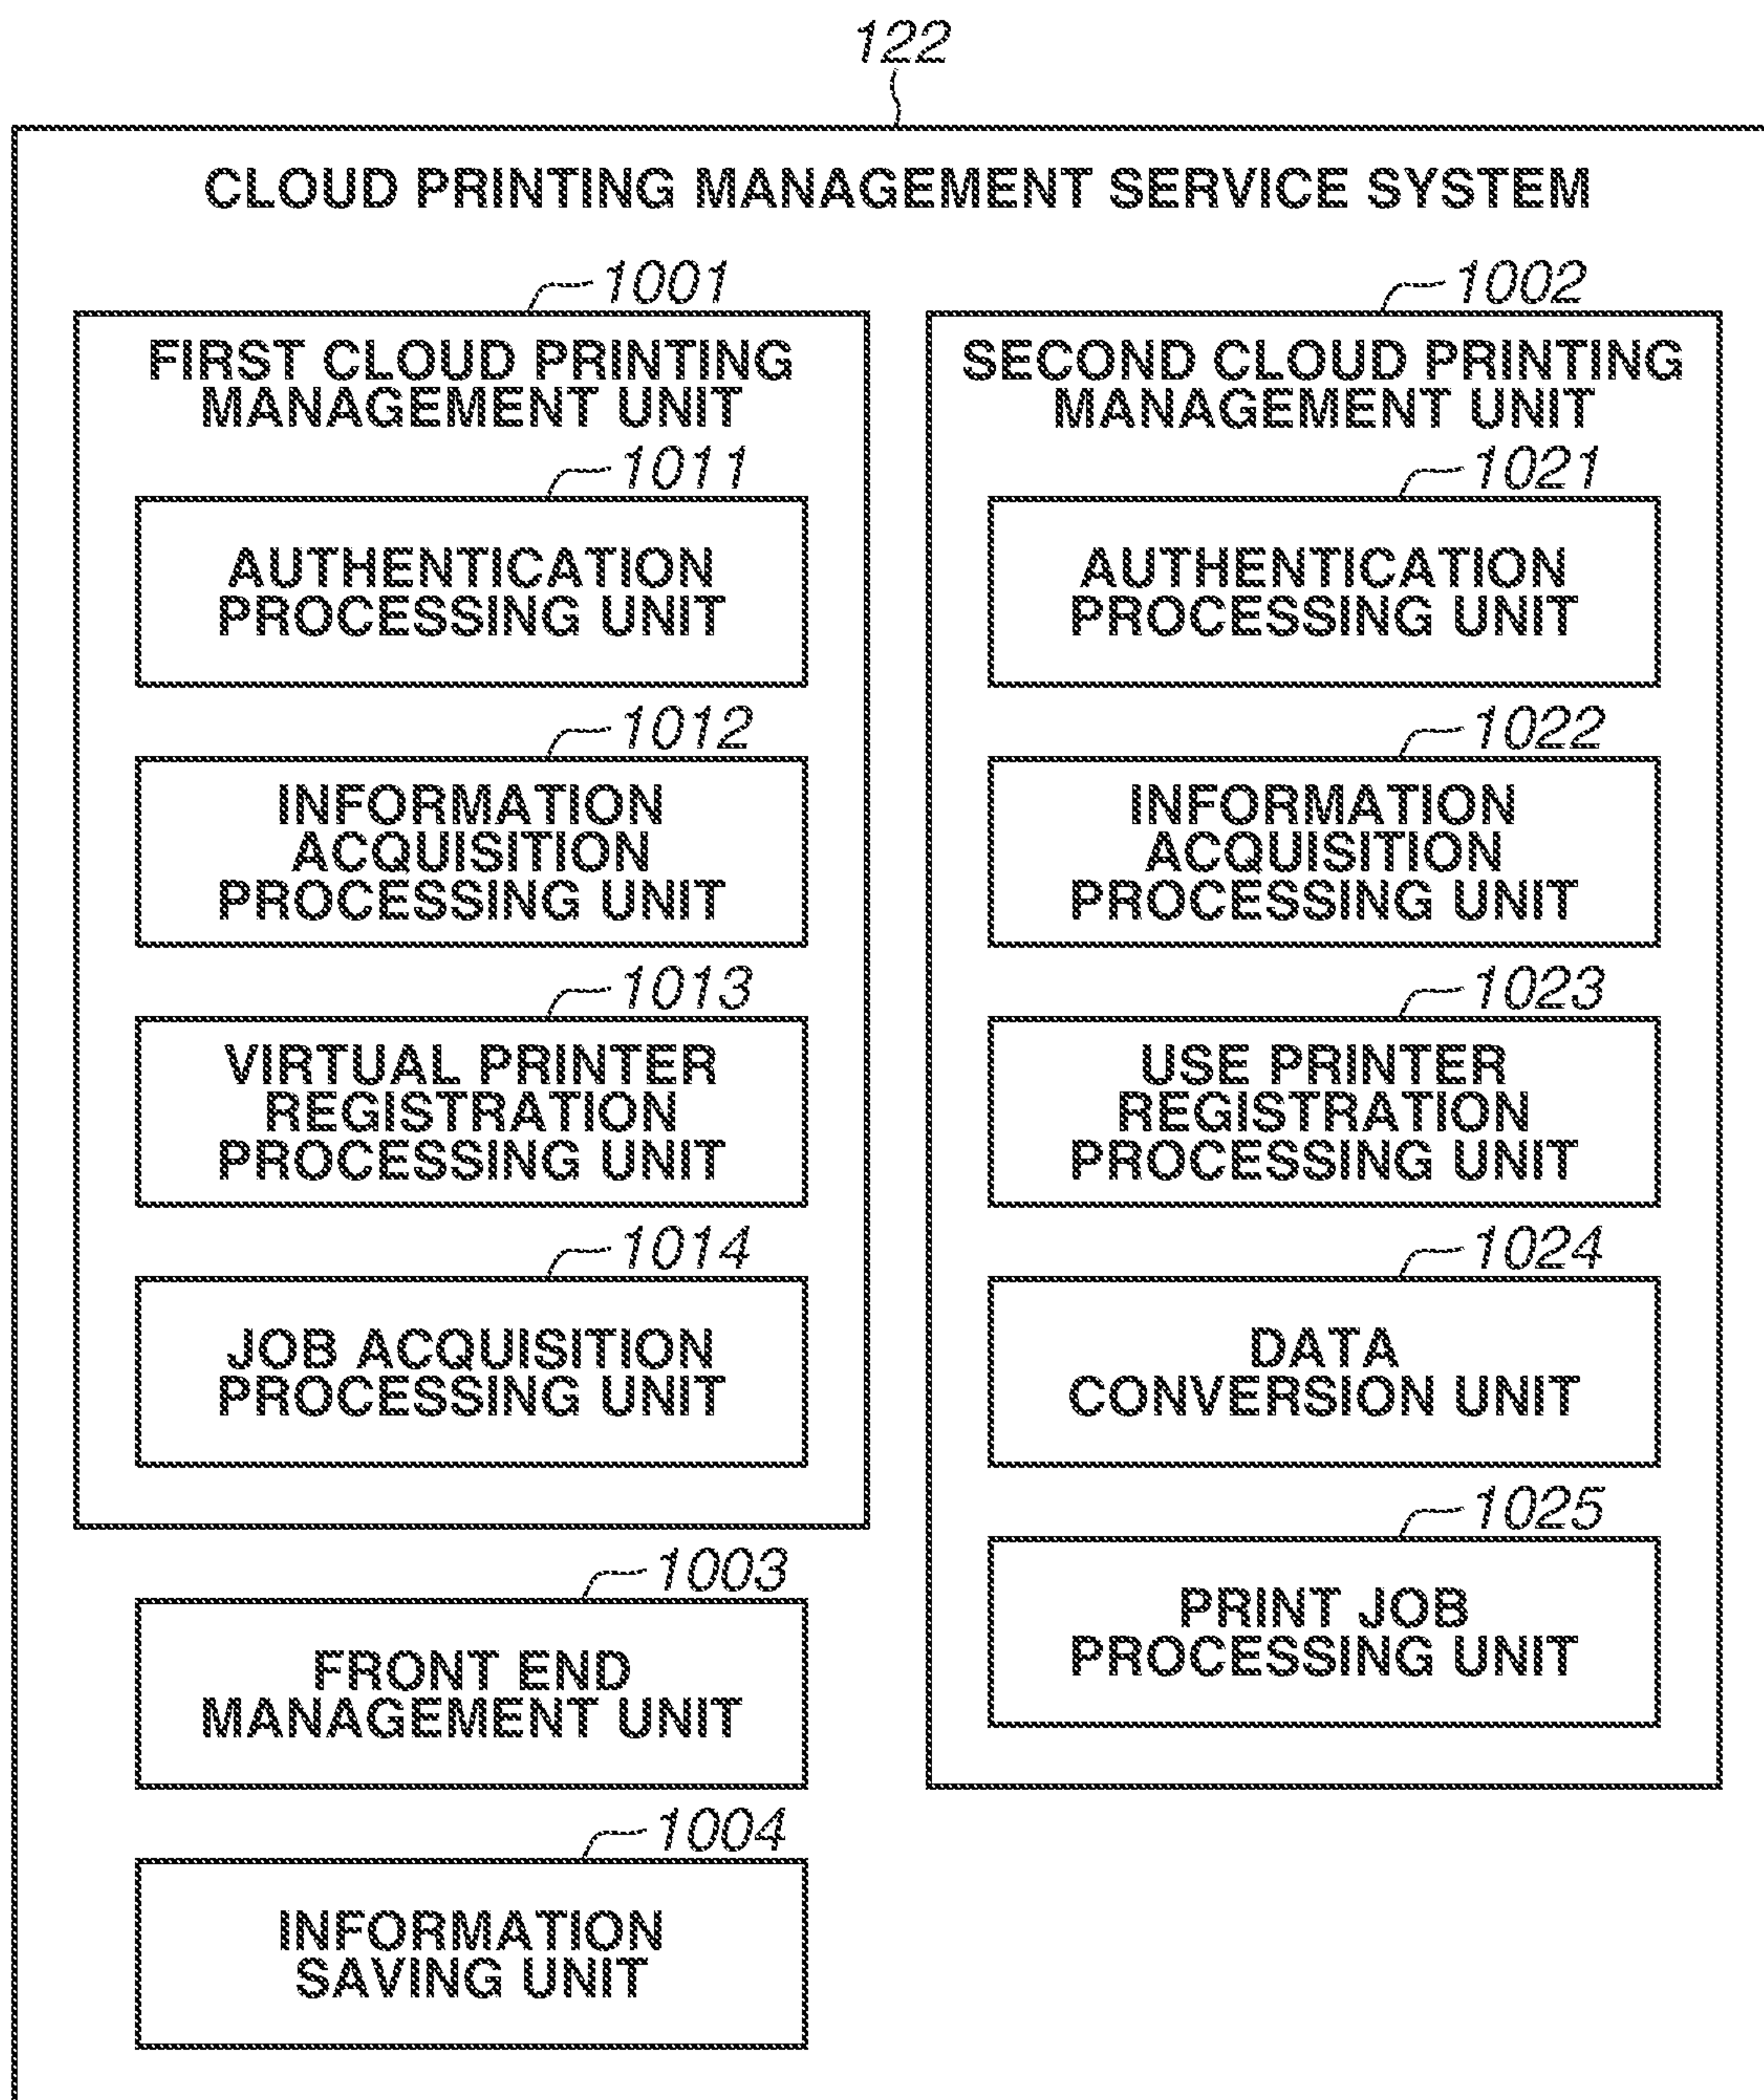 122
CLOUD PRINTING MANAGEMENT SERVICE SYSTEM
1001
FIRST CLOUD PRINTING
MANAGEMENT UNIT
1011
AUTHENTICATION
PROCESSING UNIT
1012
INFORMATION
ACQUISITION
PROCESSING UNIT
1013
VIRTUAL PRINTER
REGISTRATION
PROCESSING UNIT
1014
JOB ACQUISITION
PROCESSING UNIT
1003
FRONT END
MANAGEMENT UNIT
1004
INFORMATION
SAVING UNIT
1002
SECOND CLOUD PRINTING
MANAGEMENT UNIT
1021
AUTHENTICATION
PROCESSING UNIT
1022
INFORMATION
ACQUISITION
PROCESSING UNIT
1023
USE PRINTER
REGISTRATION
PROCESSING UNIT
1024
DATA
CONVERSION UNIT
1025
PRINT JOB
PROCESSING UNIT